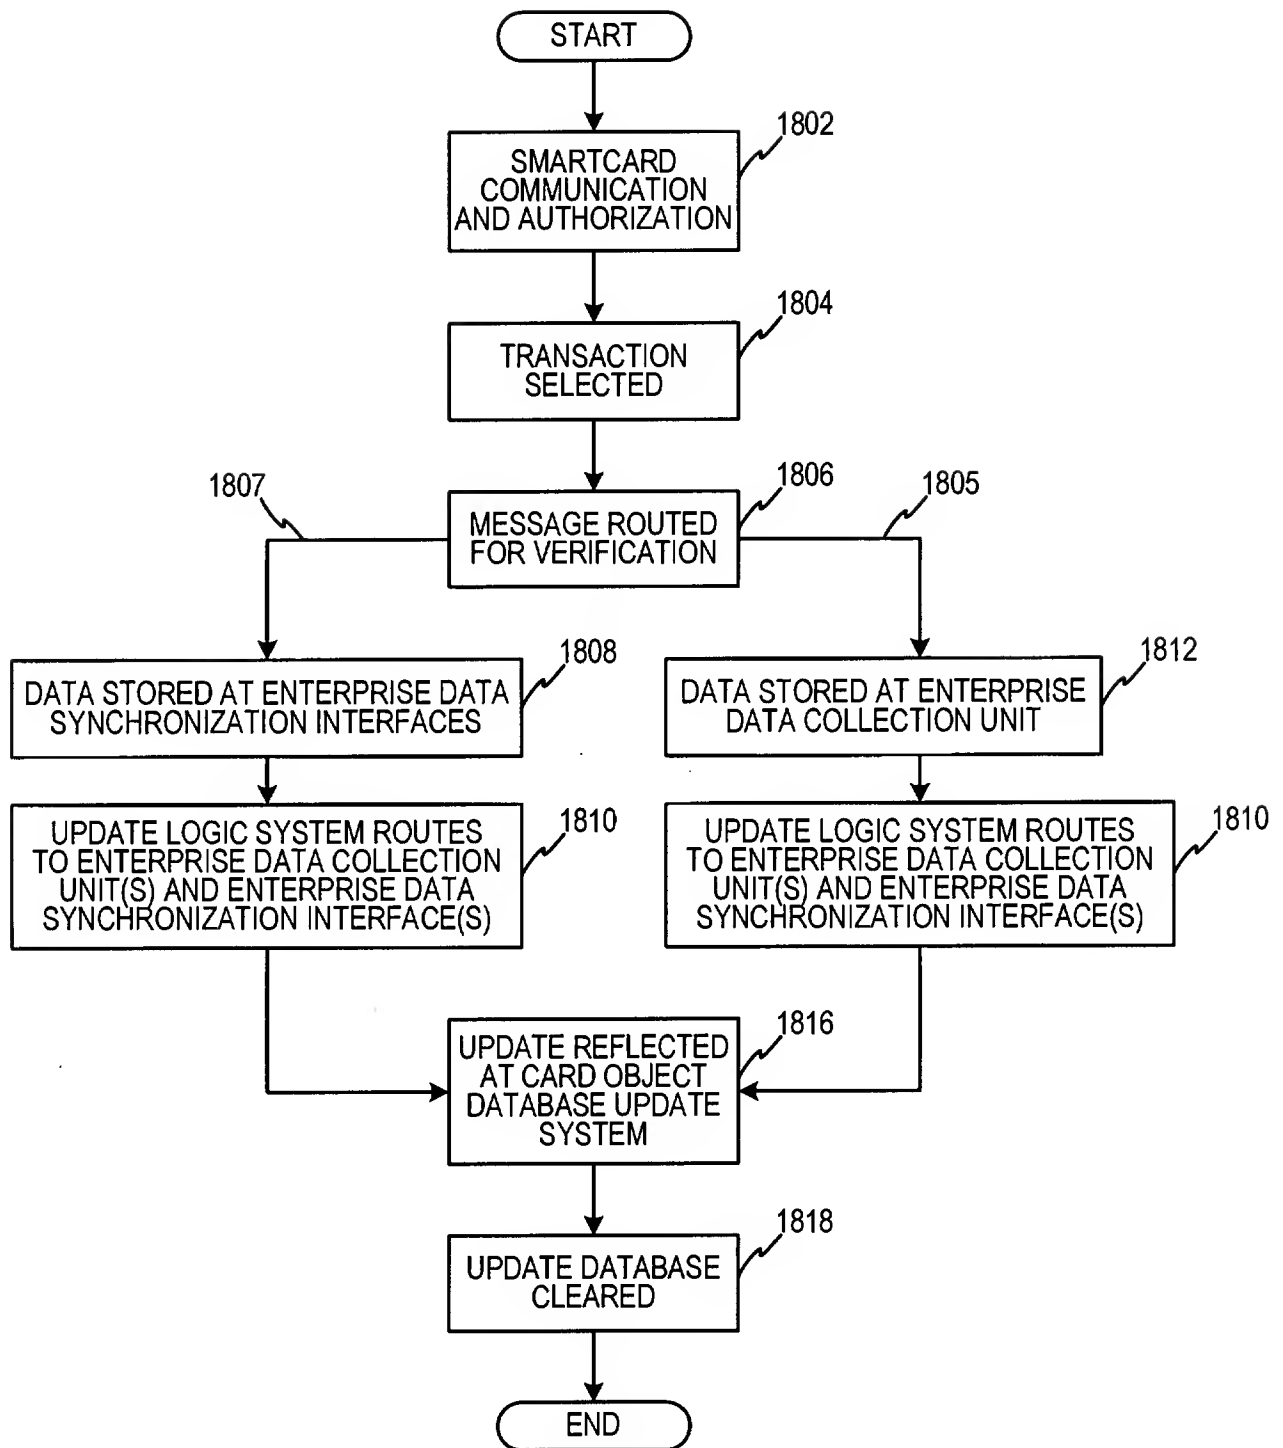 START
1802
SMARTCARD
COMMUNICATION
AND AUTHORIZATION
1804
TRANSACTION
SELECTED
1807
1806
1805
MESSAGE ROUTED
FOR VERIFICATION
1808
DATA STORED AT ENTERPRISE DATA
SYNCHRONIZATION INTERFACES
1812
DATA STORED AT ENTERPRISE
DATA COLLECTION UNIT
1810
UPDATE LOGIC SYSTEM ROUTES
TO ENTERPRISE DATA COLLECTION
UNIT(S) AND ENTERPRISE DATA
SYNCHRONIZATION INTERFACE(S)
1810
UPDATE LOGIC SYSTEM ROUTES
TO ENTERPRISE DATA COLLECTION
UNIT(S) AND ENTERPRISE DATA
SYNCHRONIZATION INTERFACE(S)
1816
UPDATE REFLECTED
AT CARD OBJECT
DATABASE UPDATE
SYSTEM
1818
UPDATE DATABASE
CLEARED
END